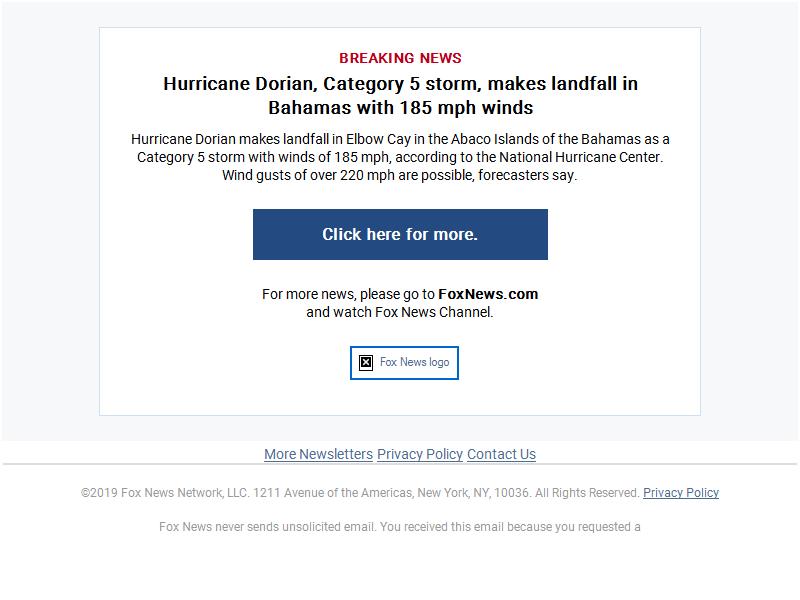 BREAKING NEWS
Hurricane Dorian, Category 5 storm, makes landfall in
Bahamas with 185 mph winds
Hurricane Dorian makes landfall in Elbow Cay in the Abaco Islands of the Bahamas as a
Category 5 storm with winds of 185 mph, according to the National Hurricane Center.
Wind gusts of over 220 mph are possible, forecasters say.
Click here for more.
For more news, please go to FoxNews.com
and watch Fox News Channel.
Fox News logo
More Newsletters Privacy Policy Contact Us
©2019 Fox News Network, LLC. 1211 Avenue of the Americas, New York, NY, 10036. All Rights Reserved. Privacy Policy
Fox News never sends unsolicited email. You received this email because you requested a